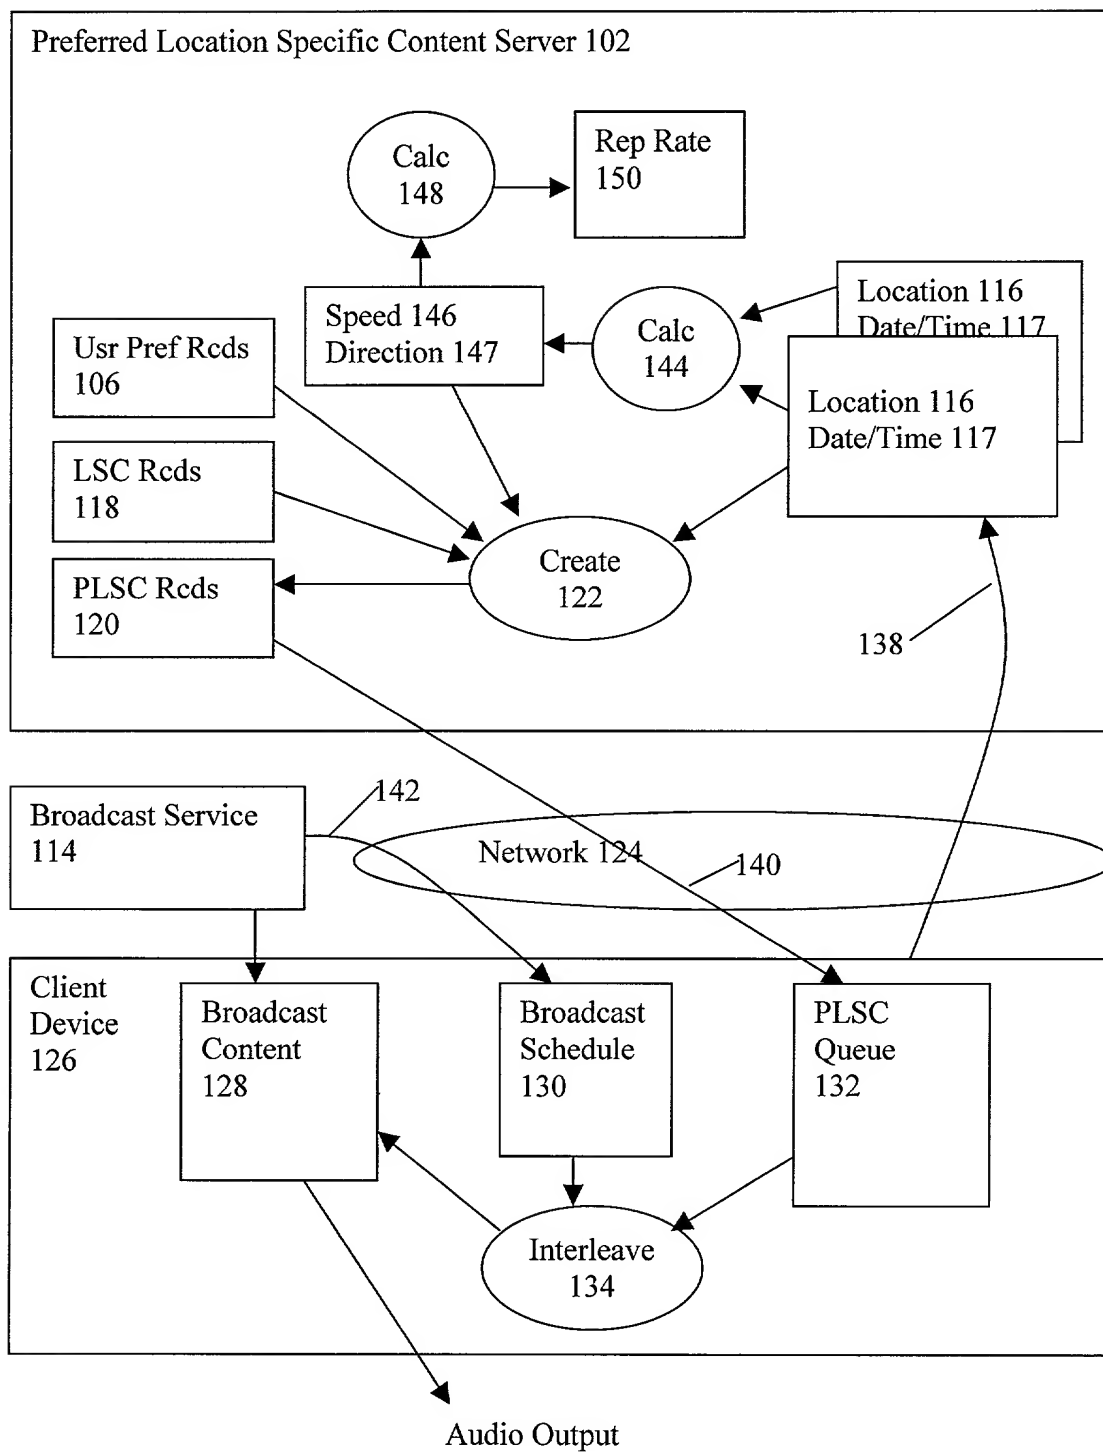 Preferred Location Specific Content Server 102
Calc
148
Rep Rate
150
Location 116
Date/Time 117
Speed 146
Direction 147
Calc
144
Usr Pref Rcds
106
Location 116
Date/Time 117
LSC Rcds
118
Create
122
PLSC Rcds
120
138
142
Broadcast Service
114
Network 124
140
Client
Device
126
Broadcast
Content
128
Broadcast
Schedule
130
PLSC
Queue
132
Interleave
134
Audio Output